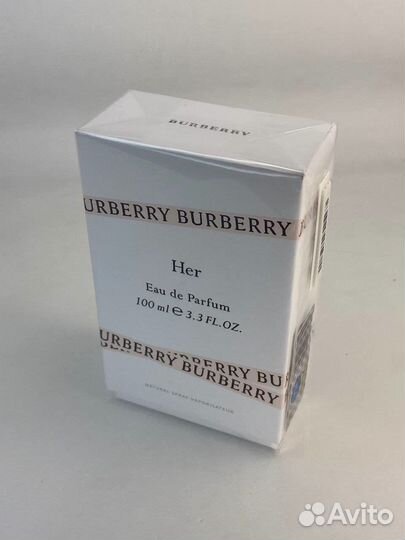 BURBERRY
URBERRY BURBERRY
Her
Eau de Parfum
100 ml e 3.3 FL.OZ.
URBERRY BU
URBERRY BURBERRY
NATURAL SPRAY VAPORISATEUR
Avito